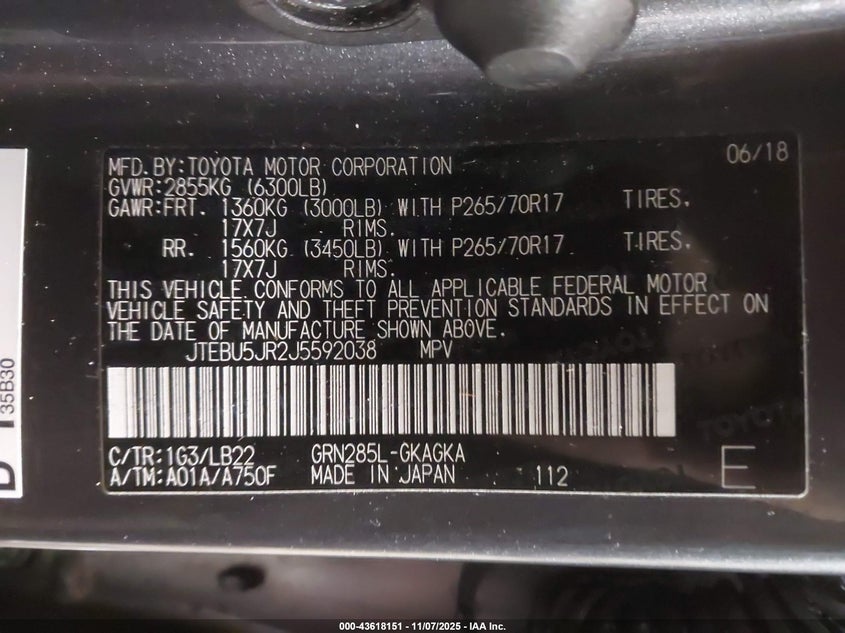 06/18
MFD. BY: TOYOTA MOTOR CORPORATION
GVWR: 2855KG (6300LB)
GAWR: FRT. 1360KG (3000LB) WITH P265/70R17 TIRES.
17X7J RIMS.
RR. 1560KG (3450LB) WITH P265/70R17 TIRES.
17X7J RIMS.
THIS VEHICLE CONFORMS TO ALL APPLICABLE FEDERAL MOTOR
VEHICLE SAFETY AND THEFT PREVENTION STANDARDS IN EFFECT ON
THE DATE OF MANUFACTURE SHOWN ABOVE.
JTEBU5JR2J5592038 MPV
C/TR: 1G3/LB22 GRN285L-GKAGKA
A/TM: A01A/A750F MADE IN JAPAN 112 E
35B30
TOYOTA
000-43618151 - 11/07/2025 - IAA Inc.